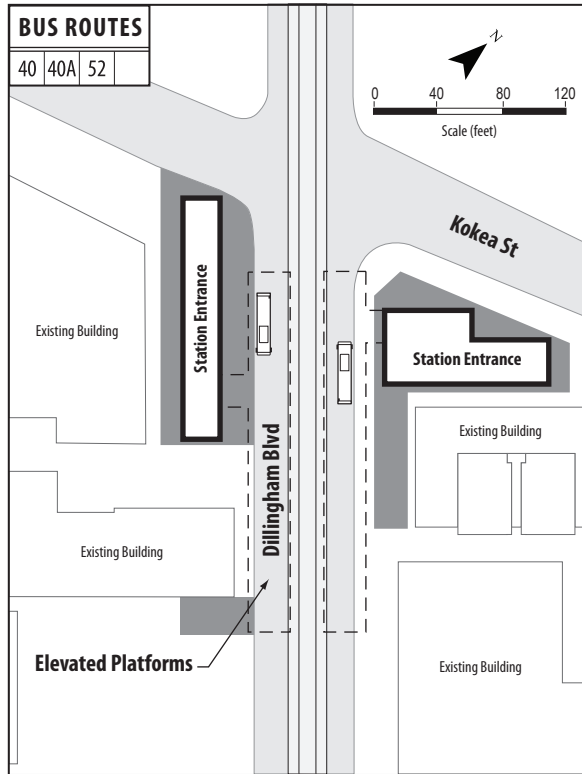 BUS ROUTES
40 40A 52
N
0 40 80 120
Scale (feet)
Kokea St
Existing Building
Station Entrance
Station Entrance
Existing Building
Dillingham Blvd
Existing Building
Elevated Platforms
Existing Building